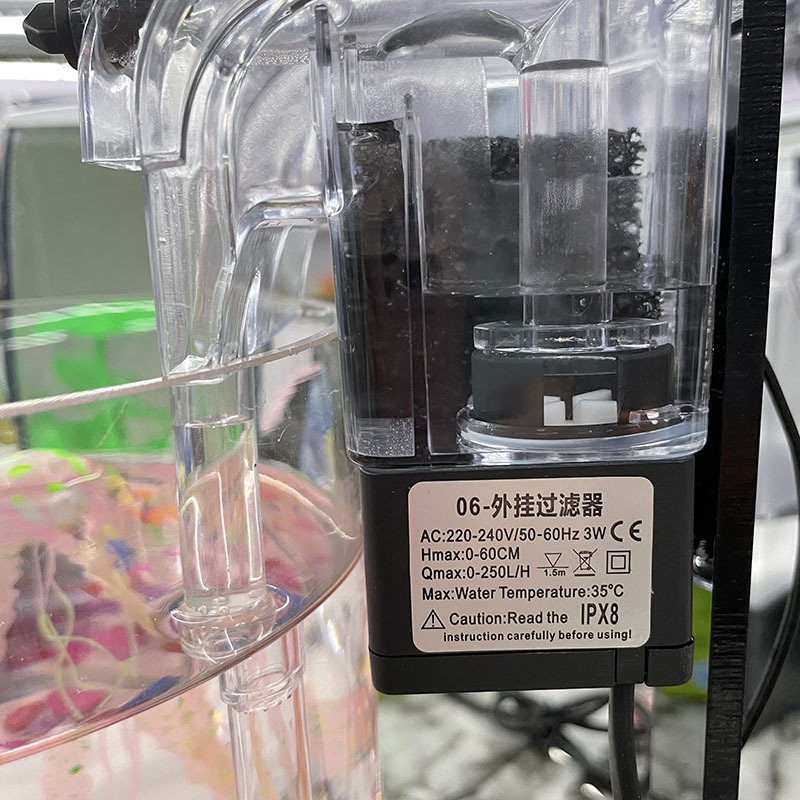 06-外挂过滤器
AC:220-240V/50-60Hz 3W CE
Hmax:0-60CM
Qmax:0-250L/H 1.5m
Max:Water Temperature:35°C
Caution:Read the IPX8
instruction carefully before using!